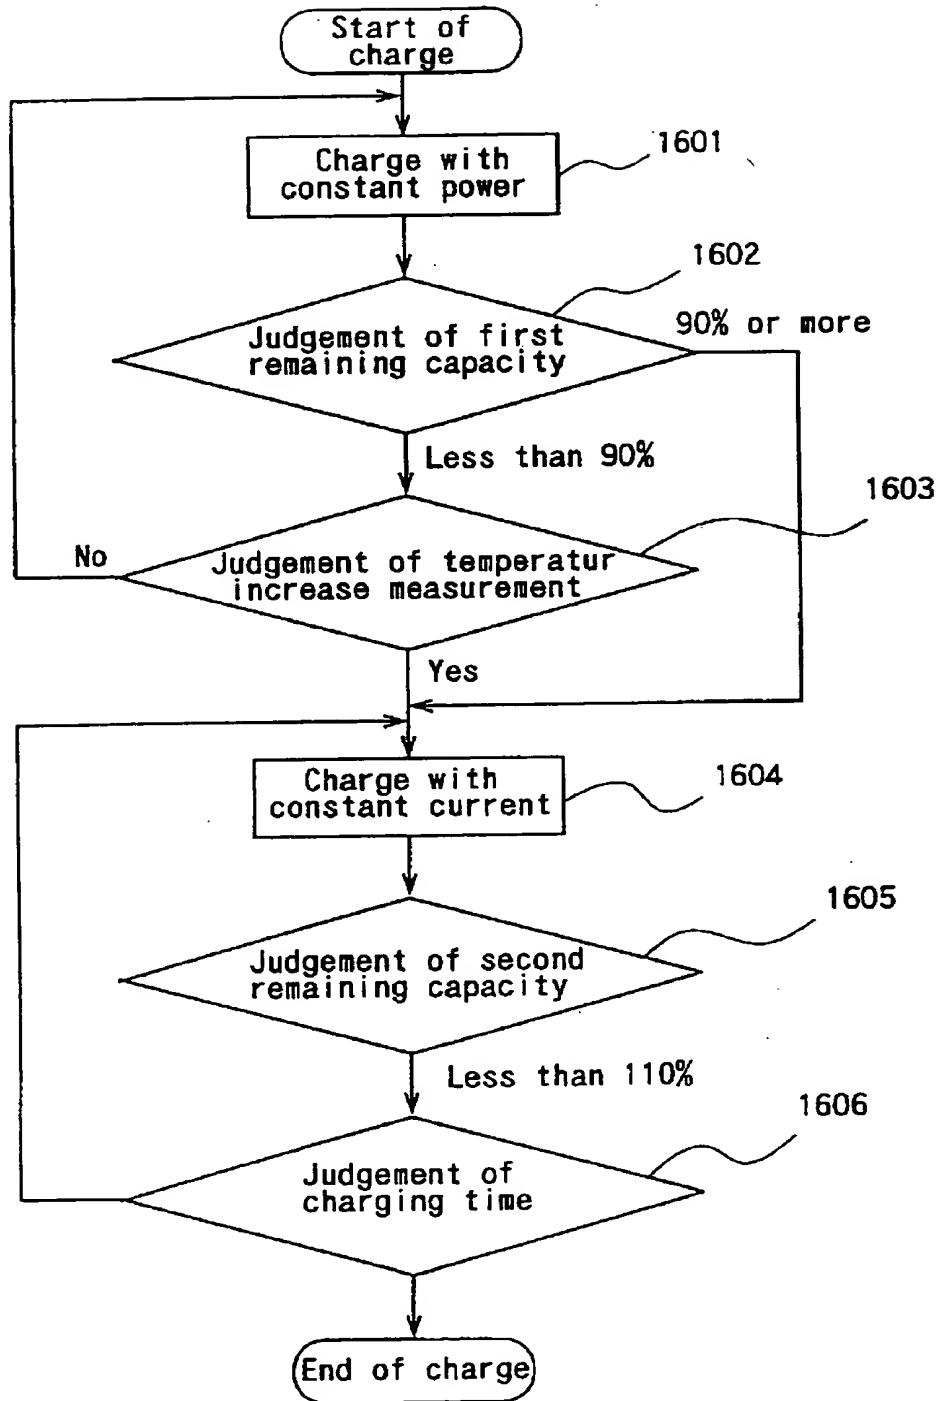 Start of
charge
Charge with
constant power
1601
1602
Judgement of first
remaining capacity
90% or more
Less than 90%
1603
No
Judgement of temperatur
increase measurement
Yes
Charge with
constant current
1604
1605
Judgement of second
remaining capacity
Less than 110%
1606
Judgement of
charging time
End of charge